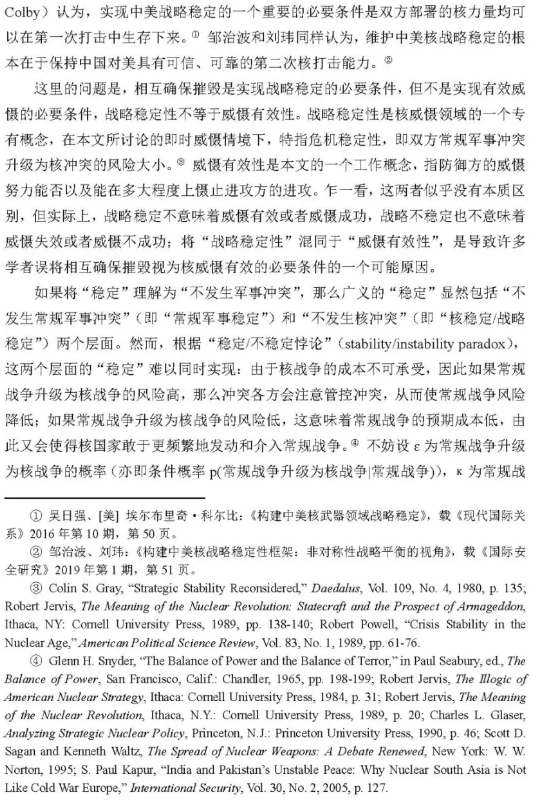 Colby）认为，实现中美战略稳定的一个重要的必要条件是双方部署的核力量均可
以在第一次打击中生存下来。① 邹治波和刘玮同样认为，维护中美核战略稳定的根
本在于保持中国对美具有可信、可靠的第二次核打击能力。②
这里的问题是，相互确保摧毁是实现战略稳定的必要条件，但不是实现有效威
慑的必要条件，战略稳定性不等于威慑有效性。战略稳定性是核威慑领域的一个专
有概念，在本文所讨论的即时威慑情境下，特指危机稳定性，即双方常规军事冲突
升级为核冲突的风险大小。③ 威慑有效性是本文的一个工作概念，指防御方的威慑
努力能否以及能在多大程度上慑止进攻方的进攻。乍一看，这两者似乎没有本质区
别，但实际上，战略稳定不意味着威慑有效或者威慑成功，战略不稳定也不意味着
威慑失效或者威慑不成功；将“战略稳定性”混同于“威慑有效性”，是导致许多
学者误将相互确保摧毁视为核威慑有效的必要条件的一个可能原因。
如果将“稳定”理解为“不发生军事冲突”，那么广义的“稳定”显然包括“不
发生常规军事冲突”（即“常规军事稳定”）和“不发生核冲突”（即“核稳定/战略
稳定”）两个层面。然而，根据“稳定/不稳定悖论”（stability/instability paradox），
这两个层面的“稳定”难以同时实现：由于核战争的成本不可承受，因此如果常规
战争升级为核战争的风险高，那么冲突各方会注意管控冲突，从而使常规战争风险
降低；如果常规战争升级为核战争的风险低，这意味着常规战争的预期成本低，由
此又会使得核国家敢于更频繁地发动和介入常规战争。④ 不妨设 ε 为常规战争升级
为核战争的概率（亦即条件概率 p(常规战争升级为核战争|常规战争)），κ 为常规战
① 吴日强、[美] 埃尔布里奇·科尔比：《构建中美核武器领域战略稳定》，载《现代国际关
系》2016 年第 10 期，第 50 页。
② 邹治波、刘玮：《构建中美核战略稳定性框架：非对称性战略平衡的视角》，载《国际安
全研究》2019 年第 1 期，第 51 页。
③ Colin S. Gray, “Strategic Stability Reconsidered,” Daedalus, Vol. 109, No. 4, 1980, p. 135;
Robert Jervis, The Meaning of the Nuclear Revolution: Statecraft and the Prospect of Armageddon,
Ithaca, NY: Cornell University Press, 1989, pp. 138-140; Robert Powell, “Crisis Stability in the
Nuclear Age,” American Political Science Review, Vol. 83, No. 1, 1989, pp. 61-76.
④ Glenn H. Snyder, “The Balance of Power and the Balance of Terror,” in Paul Seabury, ed., The
Balance of Power, San Francisco, Calif.: Chandler, 1965, pp. 198-199; Robert Jervis, The Illogic of
American Nuclear Strategy, Ithaca: Cornell University Press, 1984, p. 31; Robert Jervis, The Meaning
of the Nuclear Revolution, Ithaca, N.Y.: Cornell University Press, 1989, p. 20; Charles L. Glaser,
Analyzing Strategic Nuclear Policy, Princeton, N.J.: Princeton University Press, 1990, p. 46; Scott D.
Sagan and Kenneth Waltz, The Spread of Nuclear Weapons: A Debate Renewed, New York: W. W.
Norton, 1995; S. Paul Kapur, “India and Pakistan’s Unstable Peace: Why Nuclear South Asia is Not
Like Cold War Europe,” International Security, Vol. 30, No. 2, 2005, p. 127.